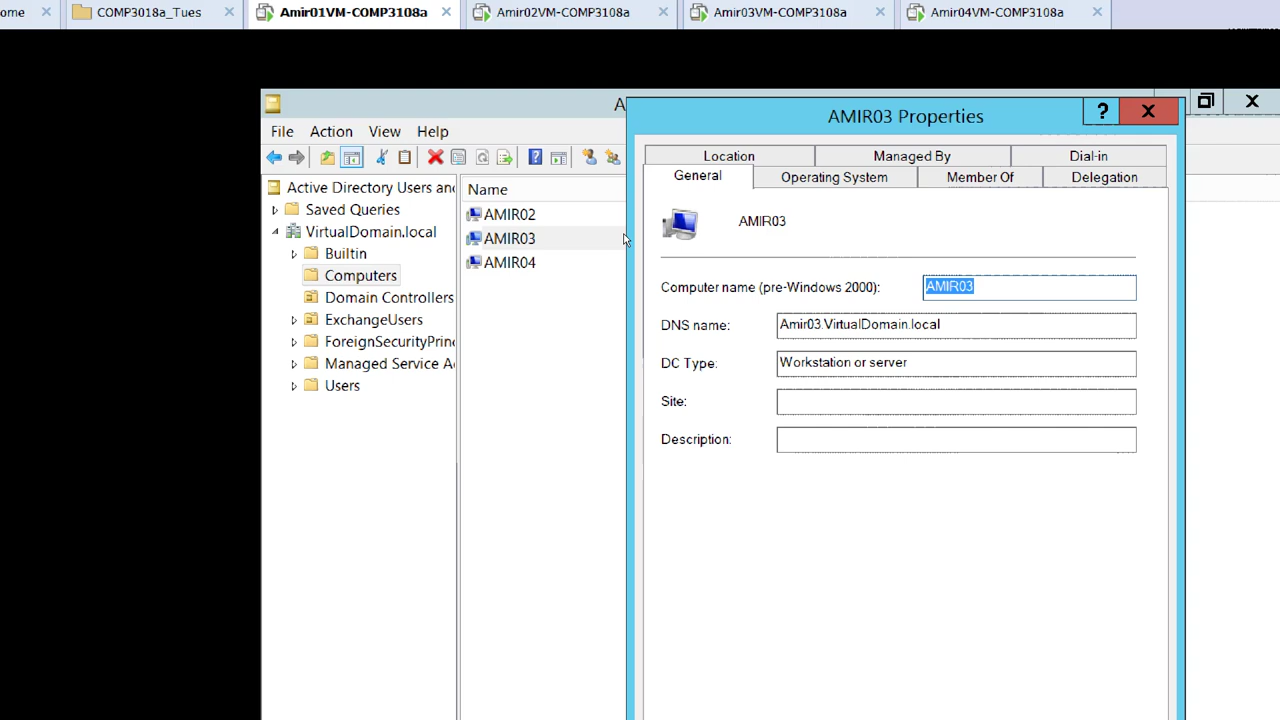 ome
COMP3018a_Tues
Amir01VM-COMP3108a
Amir02VM-COMP3108a
Amir03VM-COMP3108a
Amir04VM-COMP3108a
A
AMIR03 Properties
?
File Action View Help
Location Managed By Dial-in
General Operating System Member Of Delegation
Active Directory Users and
Saved Queries
VirtualDomain.local
Builtin
Computers
Domain Controllers
ExchangeUsers
ForeignSecurityPrinc
Managed Service Ac
Users
Name
AMIR02
AMIR03
AMIR04
AMIR03
Computer name (pre-Windows 2000): AMIR03
DNS name: Amir03.VirtualDomain.local
DC Type: Workstation or server
Site:
Description: